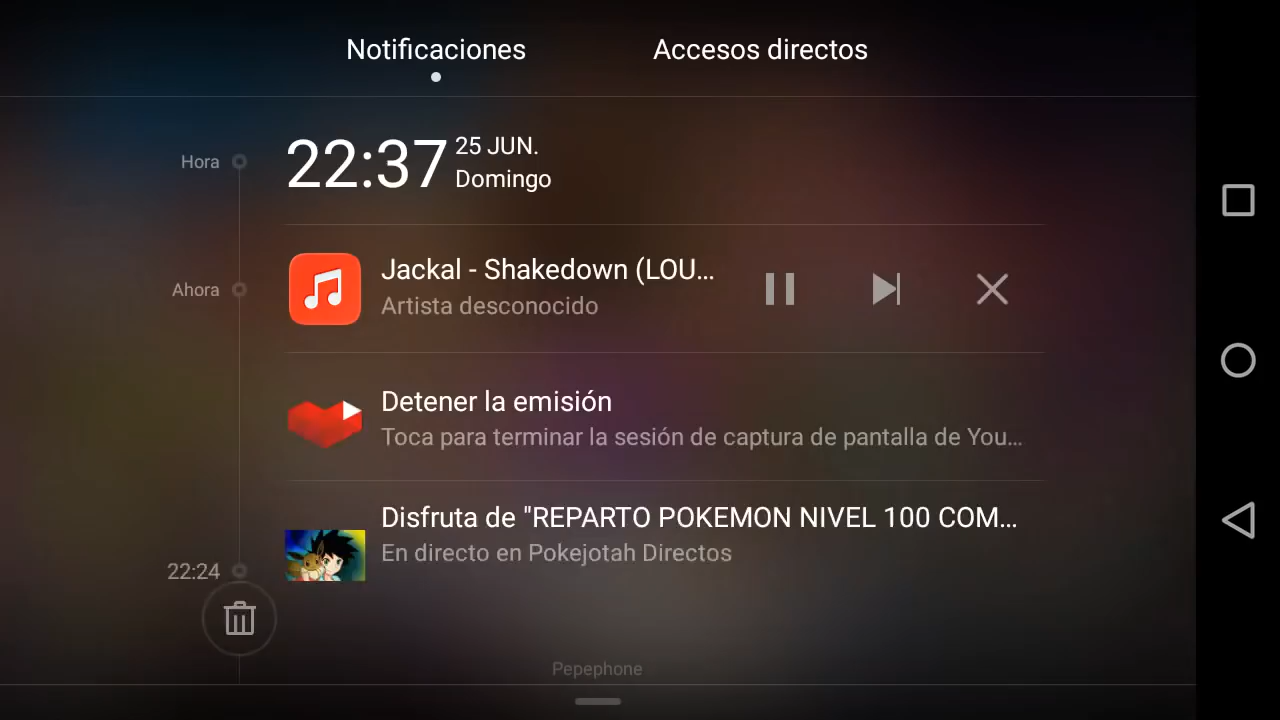 Notificaciones
Accesos directos
Hora
22:37
25 JUN.
Domingo
Ahora
Jackal - Shakedown (LOU...
Artista desconocido
Detener la emisión
Toca para terminar la sesión de captura de pantalla de You...
Disfruta de "REPARTO POKEMON NIVEL 100 COM...
En directo en Pokejotah Directos
22:24
Pepephone